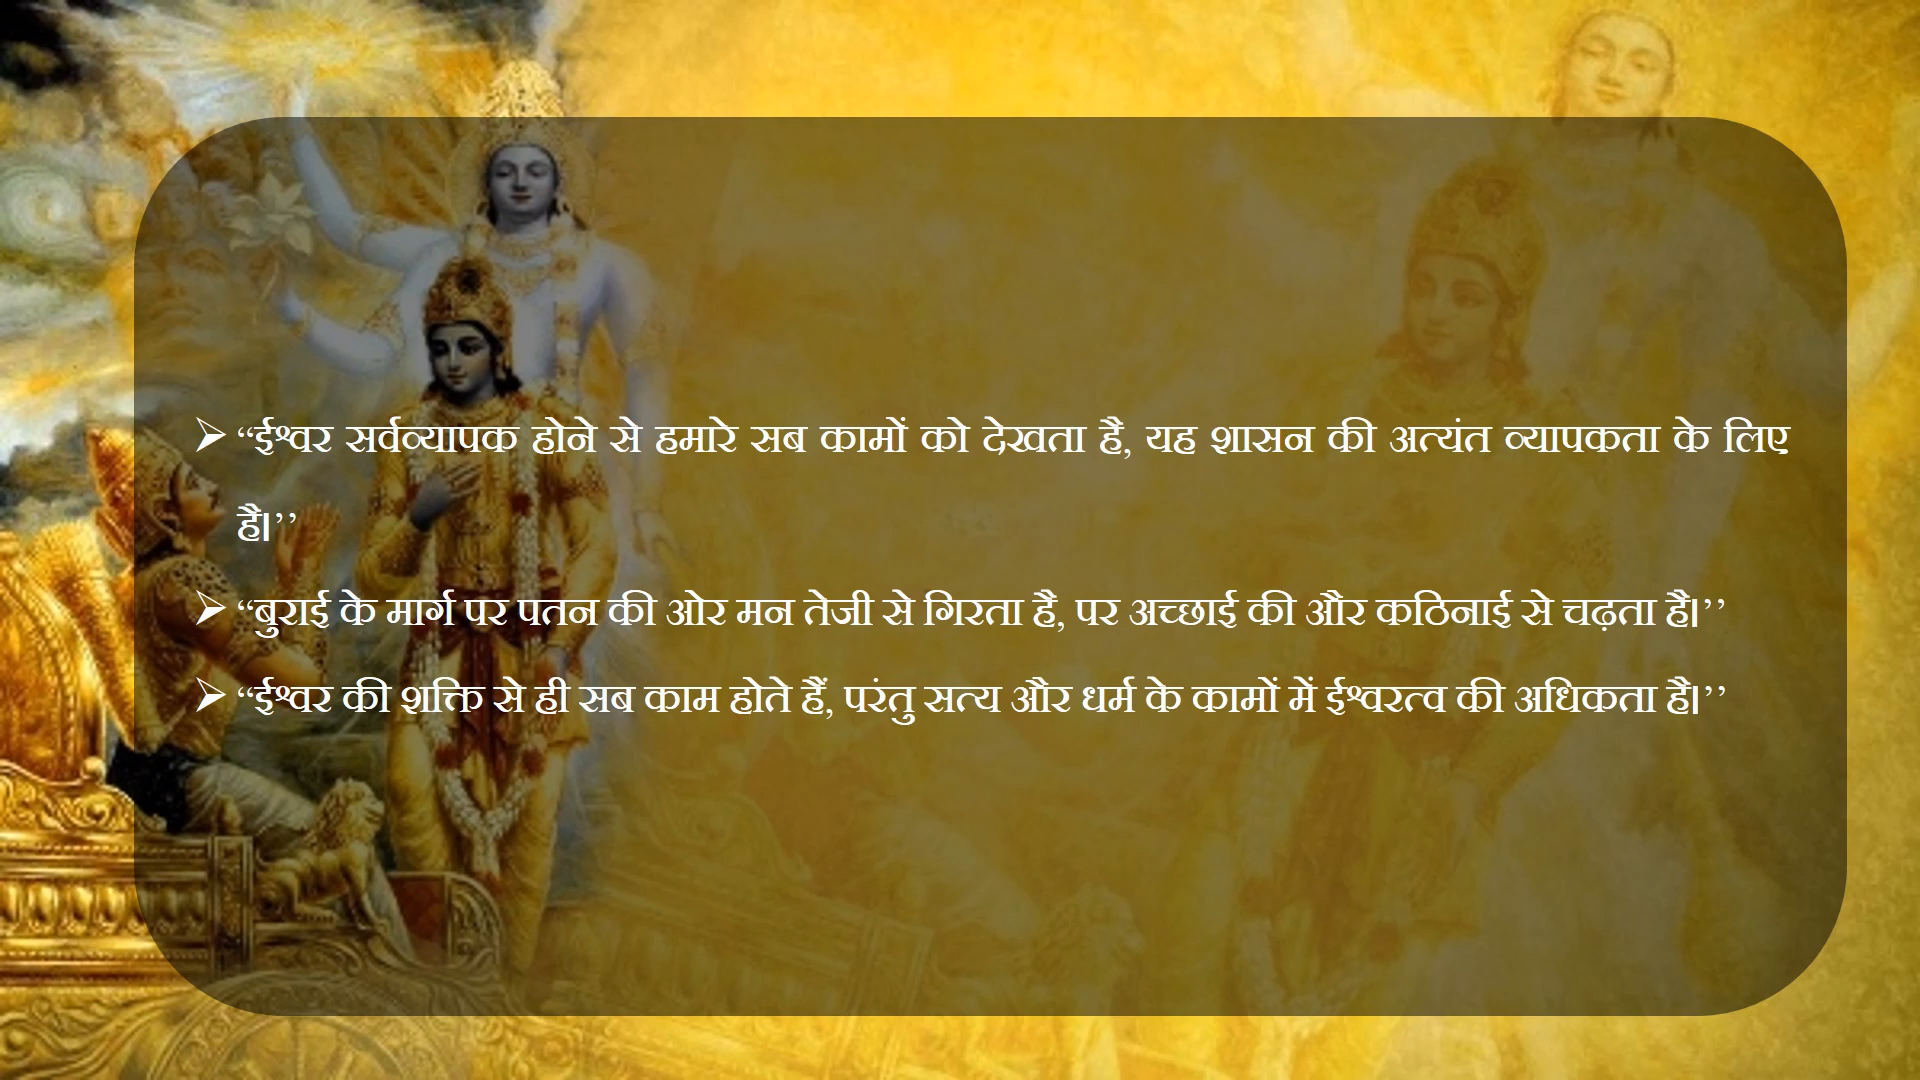 ➢ “ईश्वर सर्वव्यापक होने से हमारे सब कामों को देखता है, यह शासन की अत्यंत व्यापकता के लिए
है।’’
➢ “बुराई के मार्ग पर पतन की ओर मन तेजी से गिरता है, पर अच्छाई की और कठिनाई से चढ़ता है।’’
➢ “ईश्वर की शक्ति से ही सब काम होते हैं, परंतु सत्य और धर्म के कामों में ईश्वरत्व की अधिकता है।’’